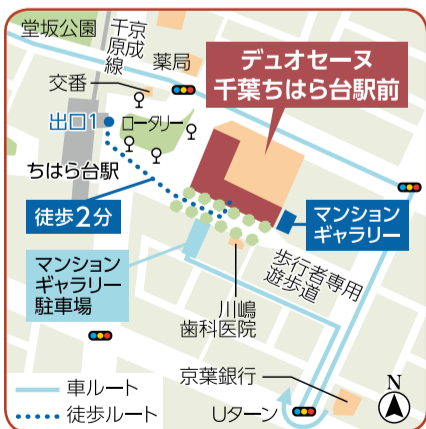 堂坂公園
京成
千原線
薬局
交番
デュオセーヌ
千葉ちはら台駅前
出口1
ロータリー
ちはら台駅
徒歩2分
マンション
ギャラリー
マンション
ギャラリー
駐車場
歩行者専用
遊歩道
川嶋
歯科医院
京葉銀行
N
車ルート
徒歩ルート
Uターン